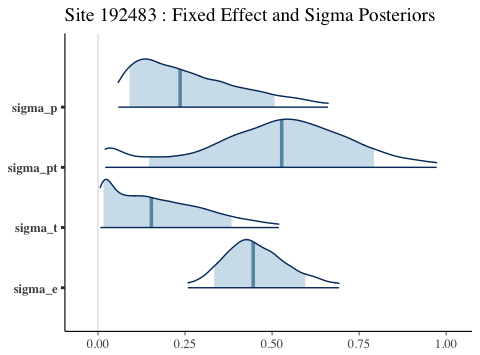 Site 192483 : Fixed Effect and Sigma Posteriors
sigma_p
sigma_pt
sigma_t
sigma_e
0.00 0.25 0.50 0.75 1.00